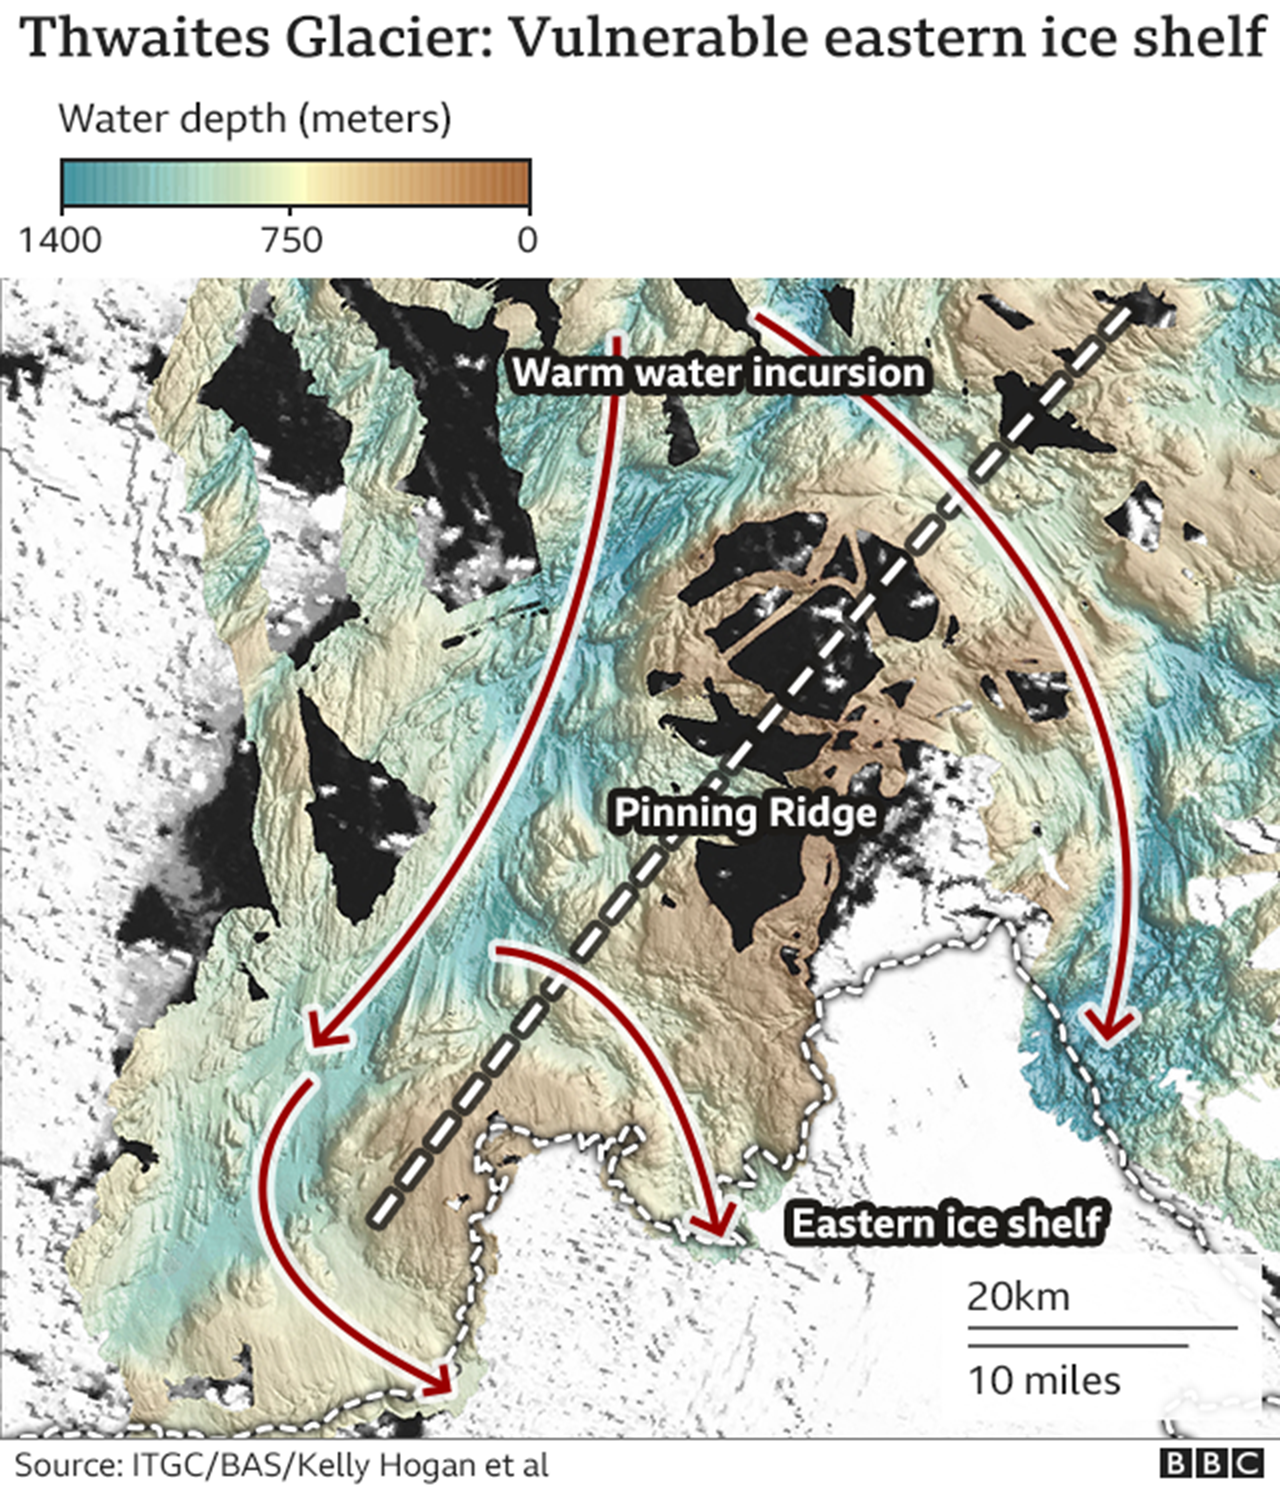 Thwaites Glacier: Vulnerable eastern ice shelf
Water depth (meters)
1400 750 0
Warm water incursion
Pinning Ridge
Eastern ice shelf
20km
10 miles
Source: ITGC/BAS/Kelly Hogan et al
BBC